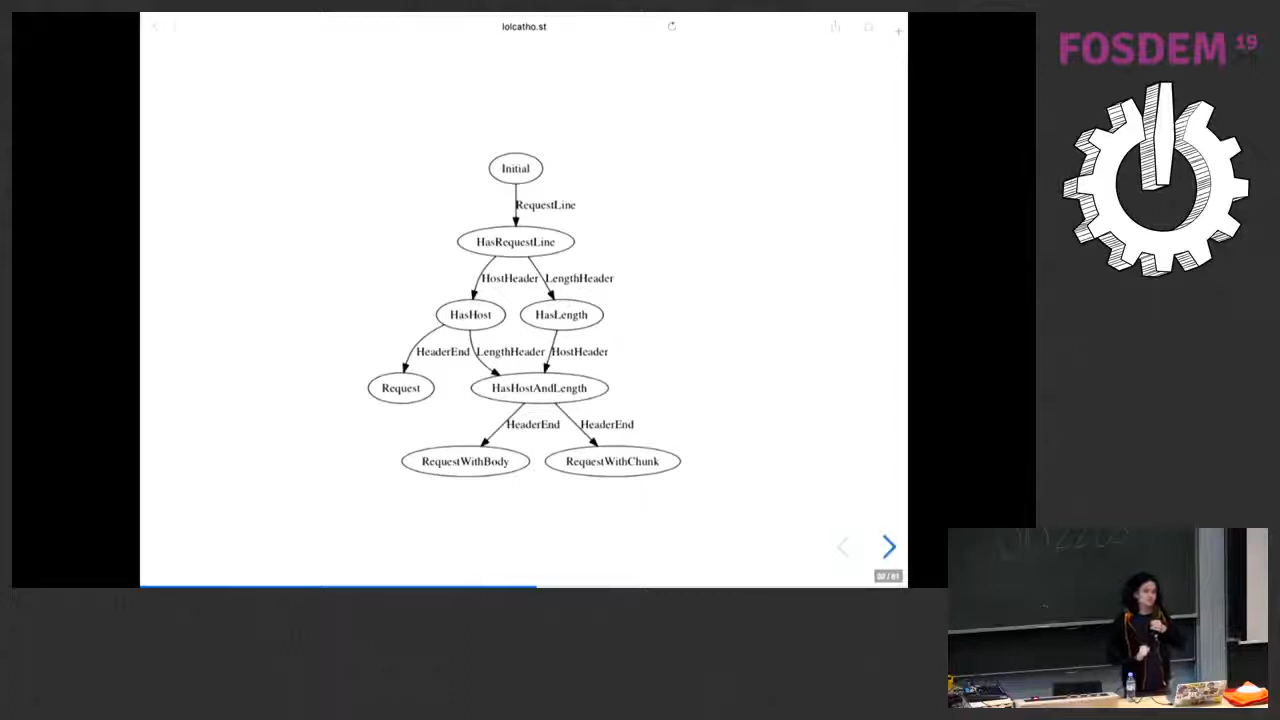 lolcatho.st
FOSDEM 19
Initial
RequestLine
HasRequestLine
HostHeader LengthHeader
HasHost HasLength
HeaderEnd LengthHeader HostHeader
Request HasHostAndLength
HeaderEnd HeaderEnd
RequestWithBody RequestWithChunk